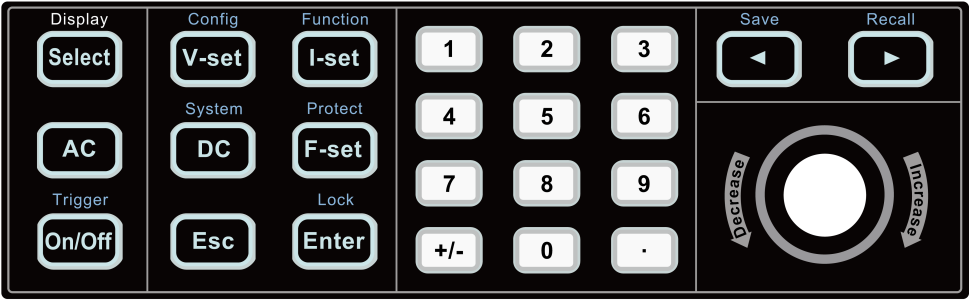 Display
Config
Function
Save
Recall
Select
V-set
I-set
1
2
3
◄
►
System
Protect
AC
DC
F-set
4
5
6
Decrease
Increase
7
8
9
Trigger
Lock
On/Off
Esc
Enter
+/-
0
.